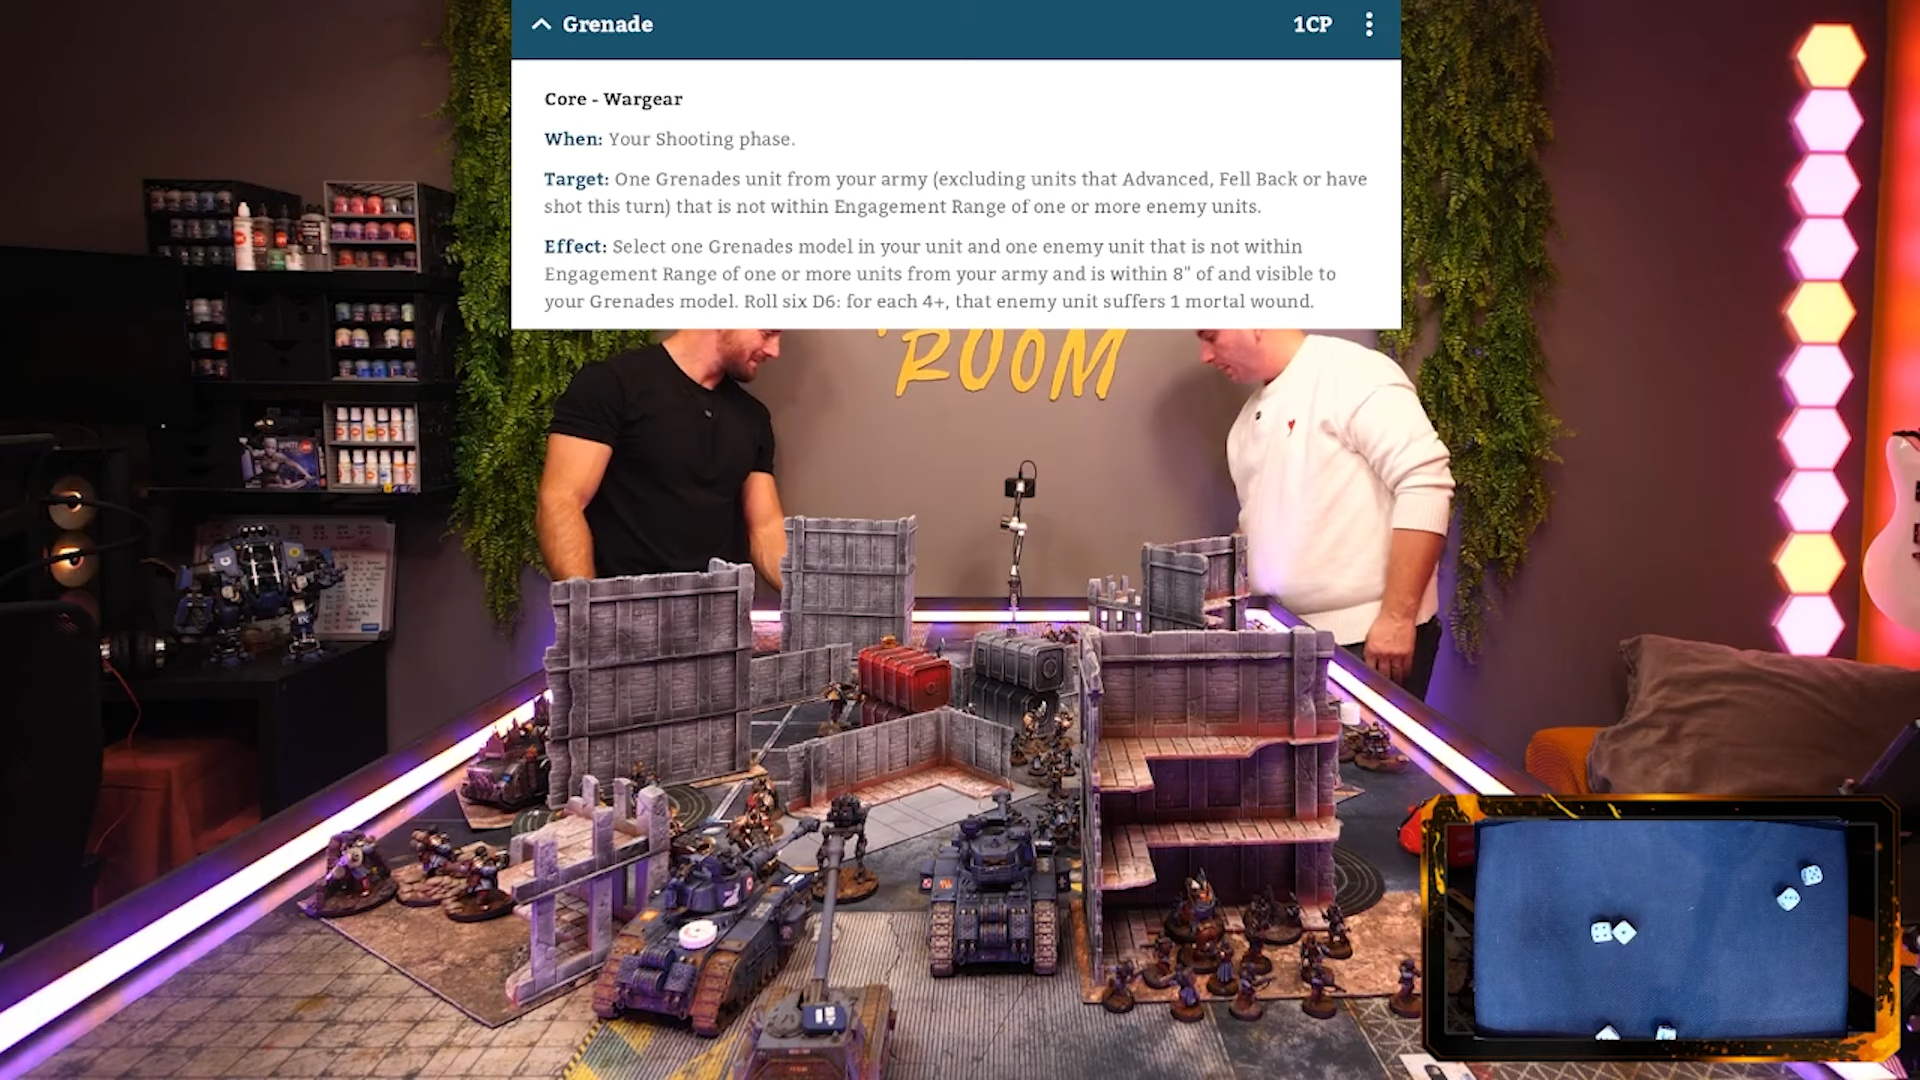 Grenade
1CP
Core - Wargear
When: Your Shooting phase.
Target: One Grenades unit from your army (excluding units that Advanced, Fell Back or have
shot this turn) that is not within Engagement Range of one or more enemy units.
Effect: Select one Grenades model in your unit and one enemy unit that is not within
Engagement Range of one or more units from your army and is within 8" of and visible to
your Grenades model. Roll six D6: for each 4+, that enemy unit suffers 1 mortal wound.
ROOM